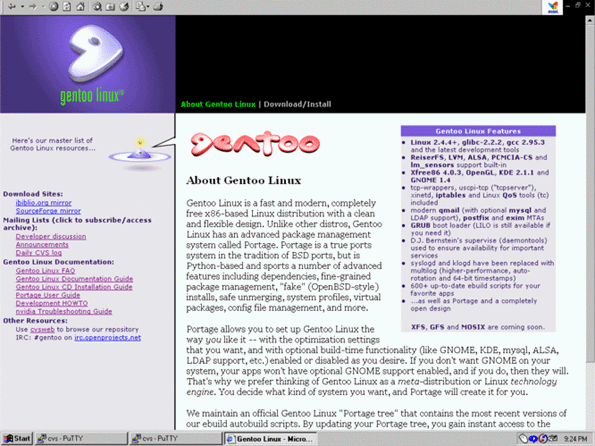 gentoo linux
About Gentoo Linux | Download/Install
Here's our master list of
Gentoo Linux resources...
Download Sites:
ibiblio.org mirror
SourceForge mirror
Mailing Lists (click to subscribe/access
archive):
Developer discussion
Announcements
Daily CVS log
Gentoo Linux Documentation:
Gentoo Linux FAQ
Gentoo Linux Documentation Guide
Gentoo Linux CD Installation Guide
Portage User Guide
Development HOWTO
nvidia Troubleshooting Guide
Other Resources:
Use cvsweb to browse our repository
IRC: #gentoo on irc.openprojects.net
gentoo
About Gentoo Linux
Gentoo Linux is a fast and modern, completely
free x86-based Linux distribution with a clean
and flexible design. Unlike other distros, Gentoo
Linux has an advanced package management
system called Portage. Portage is a true ports
system in the tradition of BSD ports, but is
Python-based and sports a number of advanced
features including dependencies, fine-grained
package management, "fake" (OpenBSD-style)
installs, safe unmerging, system profiles, virtual
packages, config file management, and more.
Gentoo Linux Features
Linux 2.4.4+, glibc-2.2.2, gcc 2.95.3
and the latest development tools
ReiserFS, LVM, ALSA, PCMCIA-CS and
lm_sensors support built-in
Xfree86 4.0.3, OpenGL, KDE 2.1.1 and
GNOME 1.4
tcp-wrappers, uscpi-tcp ("tcpserver"),
xinetd, iptables and Linux QoS tools (tc)
included
modern qmail (with optional mysql and
LDAP support), postfix and exim MTAs
GRUB boot loader (LILO is still available
if you need it)
D.J. Bernstein's supervise (daemontools)
used to ensure availability for important
services
syslogd and klogd have been replaced with
multilog (high-performance, auto-
rotation and 64-bit timestamps)
600+ up-to-date ebuild scripts for your
favorite apps
...as well as Portage and a completely
open design
XFS, GFS and MOSIX are coming soon.
Portage allows you to set up Gentoo Linux the
way you like it -- with the optimization settings
that you want, and with optional build-time functionality (like GNOME, KDE, mysql, ALSA,
LDAP support, etc.) enabled or disabled as you desire. If you don't want GNOME on your
system, your apps won't have optional GNOME support enabled, and if you do, then they will.
That's why we prefer thinking of Gentoo Linux as a meta-distribution or Linux technology
engine. You decide what kind of system you want, and Portage will create it for you.
We maintain an official Gentoo Linux "Portage tree" that contains the most recent versions of
our ebuild autobuild scripts. By updating your Portage tree, you gain instant access to the
Start
cvs - PuTTY
cvs - PuTTY
Gentoo Linux - Micro...
9:24 PM